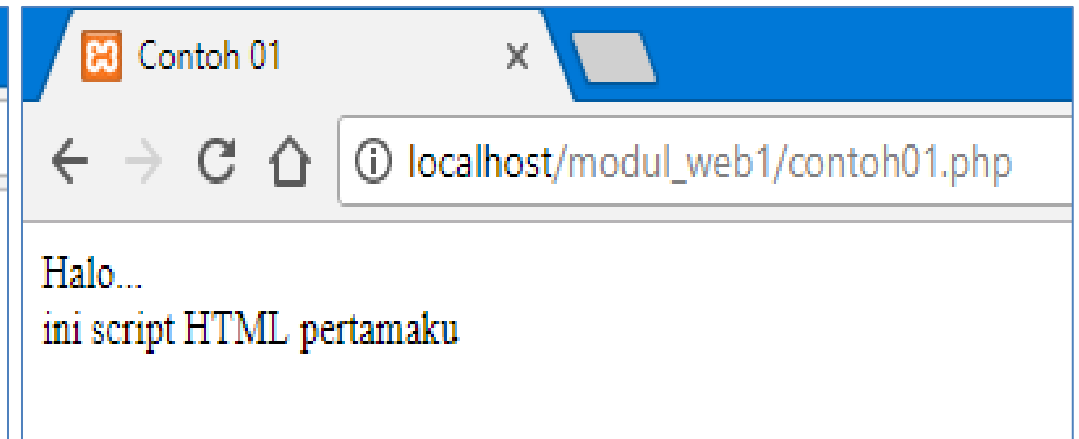 Contoh 01
localhost/modul_web1/contoh01.php
Halo...
ini script HTML pertamaku